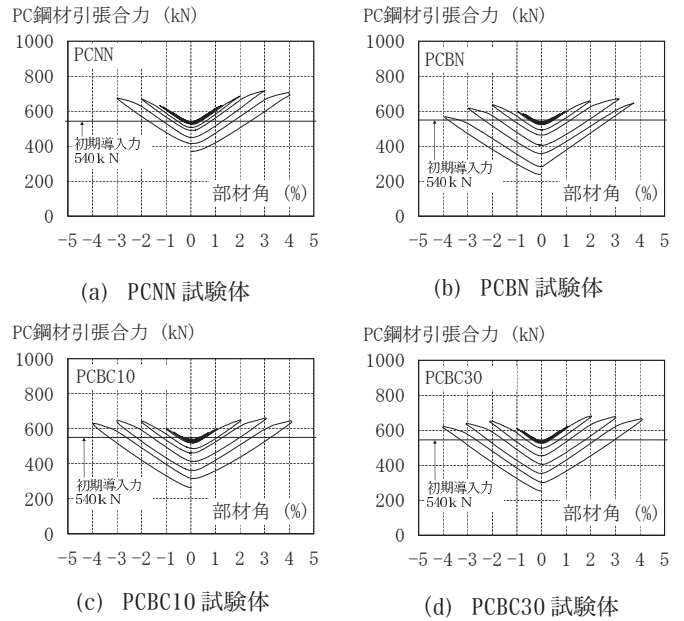 PC鋼材引張合力 (kN)
1000
800
600
400
200
0
PCNN
初期導入力
540kN
部材角 (%)
-5 -4 -3 -2 -1 0 1 2 3 4 5
(a) PCNN 試験体
PC鋼材引張合力 (kN)
1000
800
600
400
200
0
PCBN
初期導入力
540kN
部材角 (%)
-5 -4 -3 -2 -1 0 1 2 3 4 5
(b) PCBN 試験体
PC鋼材引張合力 (kN)
1000
800
600
400
200
0
PCBC10
初期導入力
540kN
部材角 (%)
-5 -4 -3 -2 -1 0 1 2 3 4 5
(c) PCBC10 試験体
PC鋼材引張合力 (kN)
1000
800
600
400
200
0
PCBC30
初期導入力
540kN
部材角 (%)
-5 -4 -3 -2 -1 0 1 2 3 4 5
(d) PCBC30 試験体